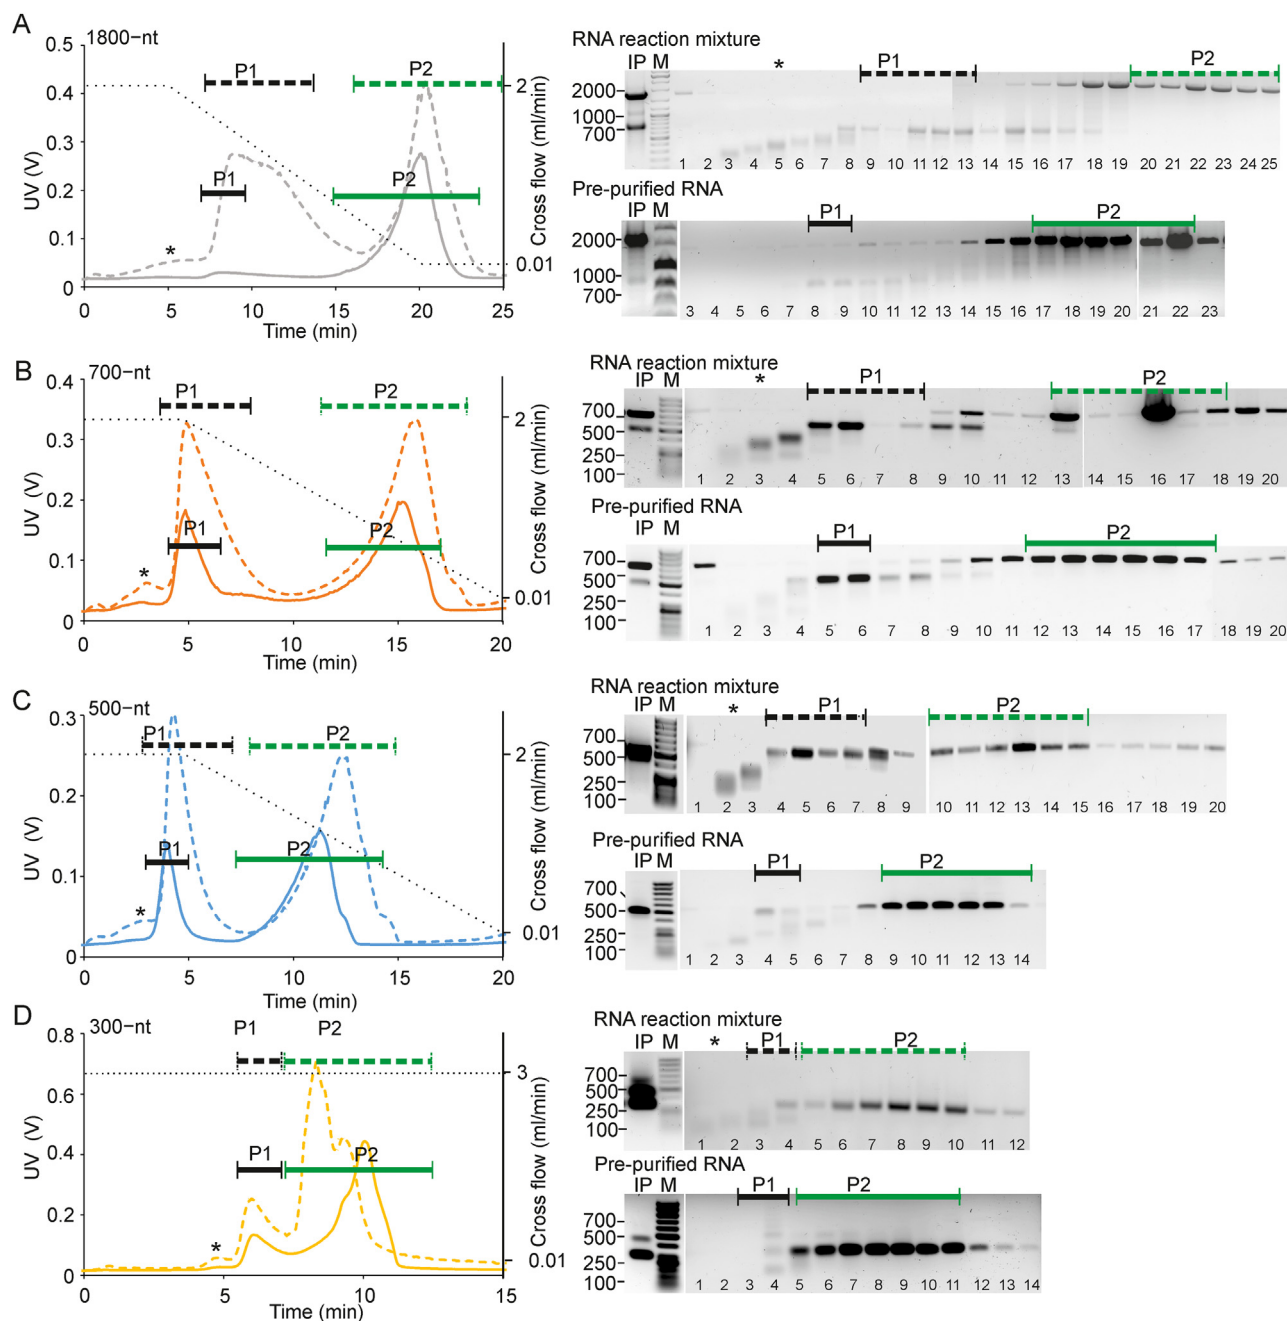 A
1800-nt
0.5
0.4
0.3
0.2
0.1
0
UV (V)
P1
P2
P1
P2
*
2
0.01
Cross flow (ml/min)
0 5 10 15 20 25
Time (min)
RNA reaction mixture
IP M * P1 P2
2000
1000
700
1 2 3 4 5 6 7 8 9 10 11 12 13 14 15 16 17 18 19 20 21 22 23 24 25
Pre-purified RNA
IP M P1 P2
2000
1000
700
3 4 5 6 7 8 9 10 11 12 13 14 15 16 17 18 19 20 21 22 23
B
700-nt
0.4
0.3
0.2
0.1
0
UV (V)
P1
P2
P1
P2
*
2
0.01
Cross flow (ml/min)
0 5 10 15 20
Time (min)
RNA reaction mixture
IP M * P1 P2
700
500
250
100
1 2 3 4 5 6 7 8 9 10 11 12 13 14 15 16 17 18 19 20
Pre-purified RNA
IP M P1 P2
700
500
250
100
1 2 3 4 5 6 7 8 9 10 11 12 13 14 15 16 17 18 19 20
C
500-nt
0.3
0.2
0.1
0
UV (V)
P1
P2
P1
P2
*
2
0.01
Cross flow (ml/min)
0 5 10 15 20
Time (min)
RNA reaction mixture
IP M * P1 P2
700
500
250
100
1 2 3 4 5 6 7 8 9 10 11 12 13 14 15 16 17 18 19 20
Pre-purified RNA
IP M P1 P2
700
500
250
100
1 2 3 4 5 6 7 8 9 10 11 12 13 14
D
300-nt
0.8
0.6
0.4
0.2
0
UV (V)
P1
P2
P1
P2
*
3
0.01
Cross flow (ml/min)
0 5 10 15
Time (min)
RNA reaction mixture
IP M * P1 P2
700
500
250
100
1 2 3 4 5 6 7 8 9 10 11 12
Pre-purified RNA
IP M P1 P2
700
500
250
100
1 2 3 4 5 6 7 8 9 10 11 12 13 14